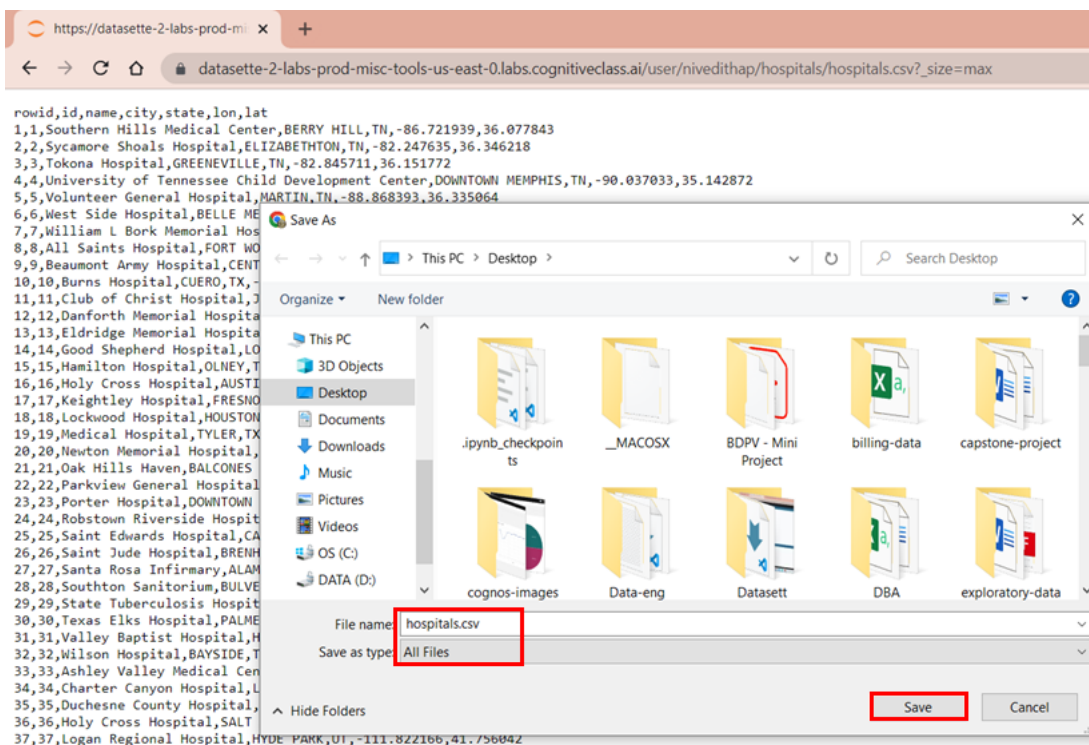 https://datasette-2-labs-prod-mi
datasette-2-labs-prod-misc-tools-us-east-0.labs.cognitiveclass.ai/user/nivedithap/hospitals/hospitals.csv?_size=max
rowid,id,name,city,state,lon,lat
1,1,Southern Hills Medical Center,BERRY HILL,TN,-86.721939,36.077843
2,2,Sycamore Shoals Hospital,ELIZABETHTON,TN,-82.247635,36.346218
3,3,Tokona Hospital,GREENEVILLE,TN,-82.845711,36.151772
4,4,University of Tennessee Child Development Center,DOWNTOWN MEMPHIS,TN,-90.037033,35.142872
5,5,Volunteer General Hospital,MARTIN,TN,-88.868393,36.335064
6,6,West Side Hospital,BELLE ME
7,7,William L Bork Memorial Hos
8,8,All Saints Hospital,FORT WO
9,9,Beaumont Army Hospital,CENT
10,10,Burns Hospital,CUERO,TX,-
11,11,Club of Christ Hospital,J
12,12,Danforth Memorial Hospita
13,13,Eldridge Memorial Hospita
14,14,Good Shepherd Hospital,LO
15,15,Hamilton Hospital,OLNEY,T
16,16,Holy Cross Hospital,AUSTI
17,17,Keightley Hospital,FRESNO
18,18,Lockwood Hospital,HOUSTON
19,19,Medical Hospital,TYLER,TX
20,20,Newton Memorial Hospital,
21,21,Oak Hills Haven,BALCONES
22,22,Parkview General Hospital
23,23,Porter Hospital,DOWNTOWN
24,24,Robstown Riverside Hospit
25,25,Saint Edwards Hospital,CA
26,26,Saint Jude Hospital,BRENH
27,27,Santa Rosa Infirmary,ALAM
28,28,Southton Sanitorium,BULVE
29,29,State Tuberculosis Hospit
30,30,Texas Elks Hospital,PALME
31,31,Valley Baptist Hospital,H
32,32,Wilson Hospital,BAYSIDE,T
33,33,Ashley Valley Medical Cen
34,34,Charter Canyon Hospital,L
35,35,Duchesne County Hospital,
36,36,Holy Cross Hospital,SALT
37,37,Logan Regional Hospital,HYDE PARK,UT,-111.822166,41.756042
Save As
This PC > Desktop >
Search Desktop
Organize
New folder
This PC
3D Objects
Desktop
Documents
Downloads
Music
Pictures
Videos
OS (C:)
DATA (D:)
.ipynb_checkpoin
ts
__MACOSX
BDPV - Mini
Project
billing-data
capstone-project
cognos-images
Data-eng
Datasett
DBA
exploratory-data
File name: hospitals.csv
Save as type: All Files
Hide Folders
Save
Cancel